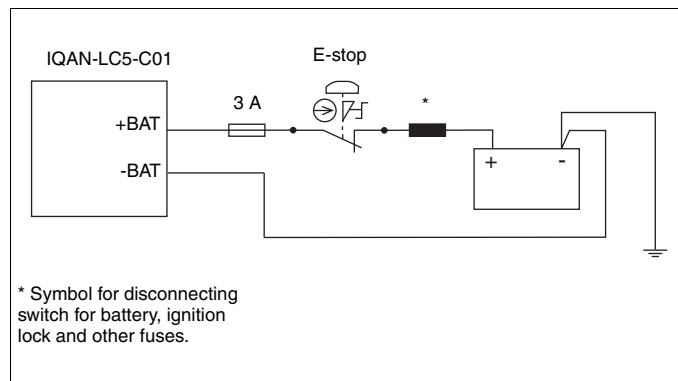 IQAN-LC5-C01
E-stop
3 A
*
+BAT
-BAT
+ -
* Symbol for disconnecting
switch for battery, ignition
lock and other fuses.